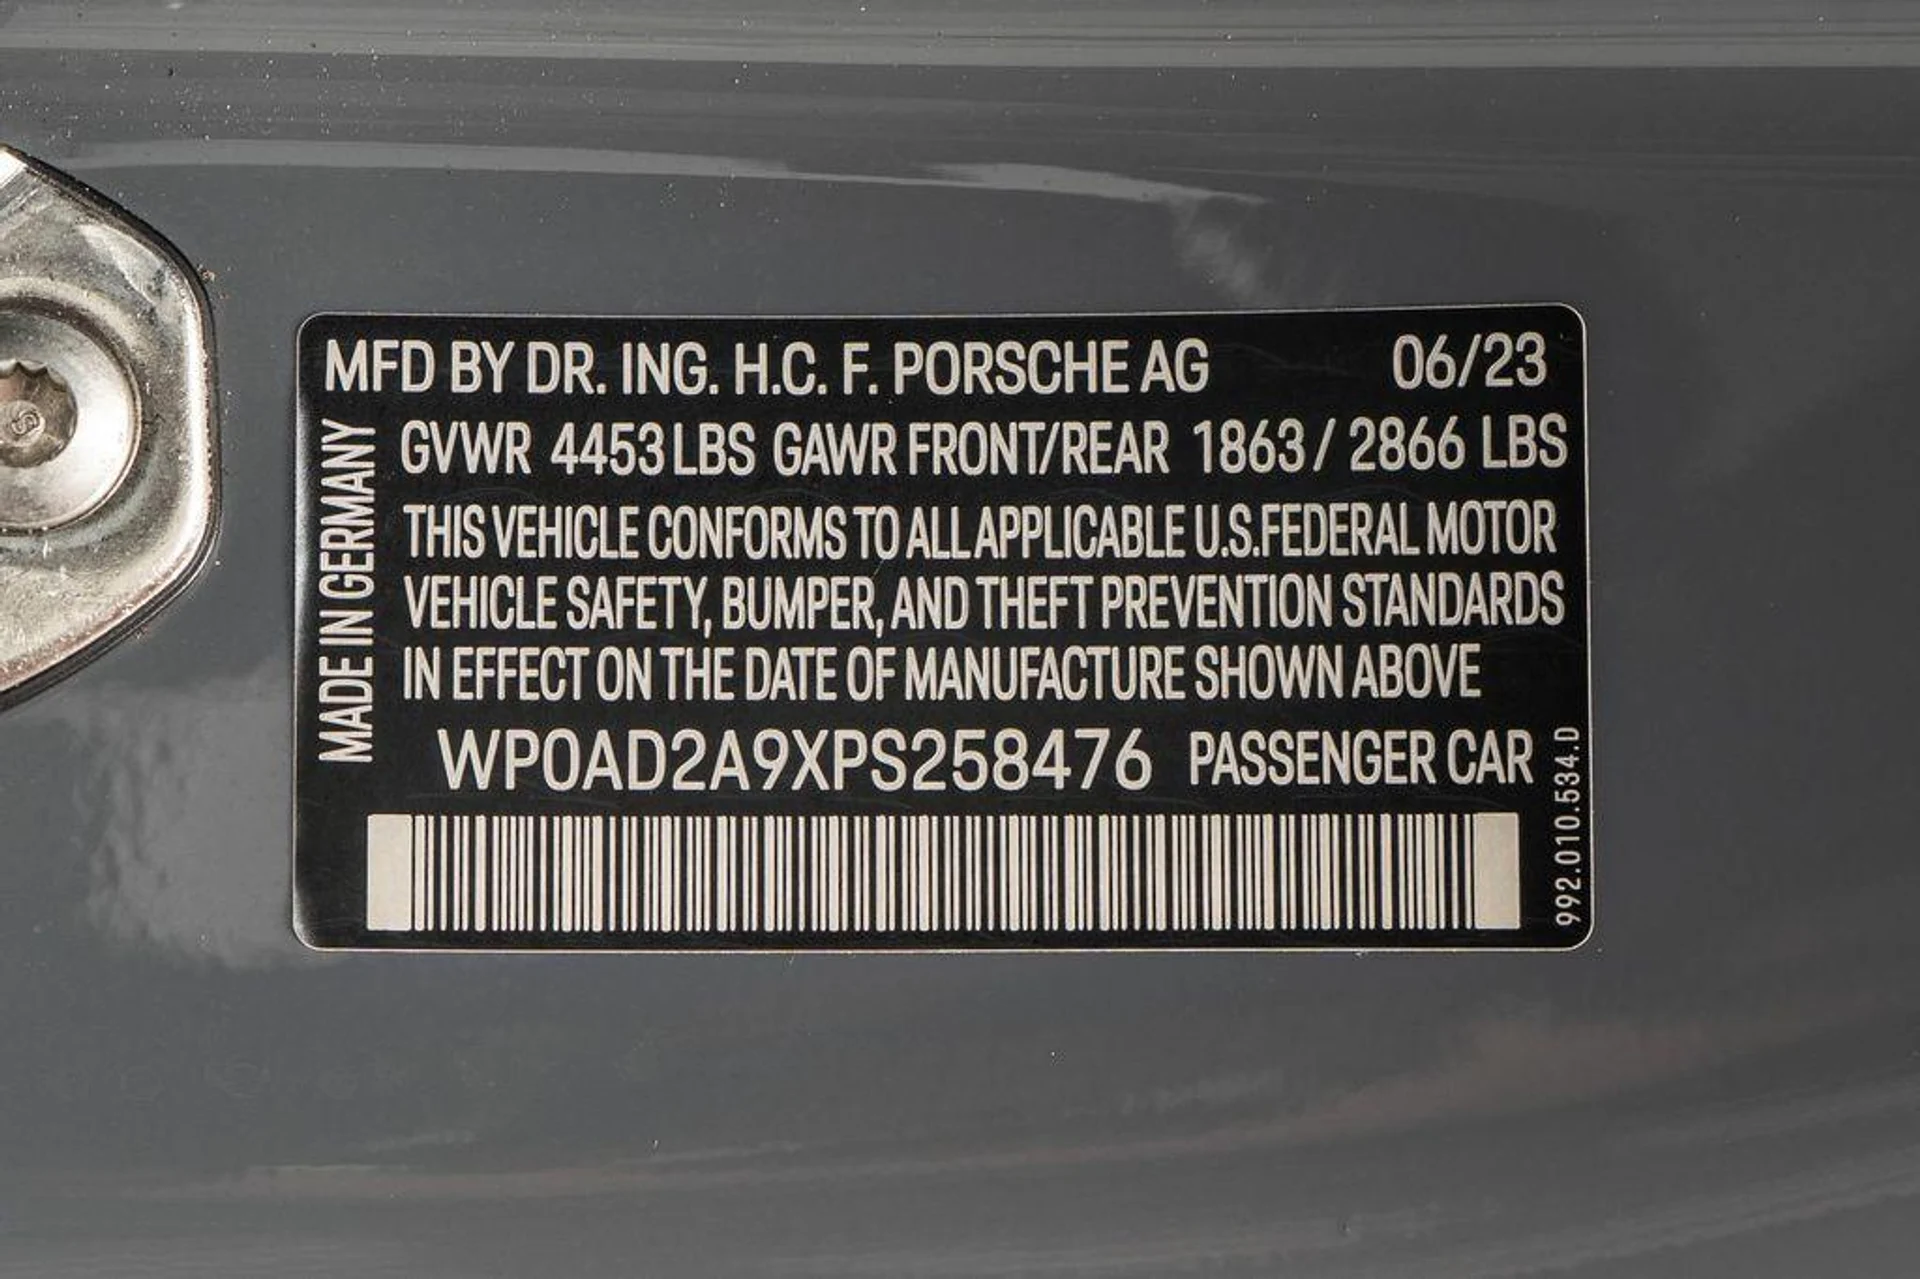 MFD BY DR. ING. H.C. F. PORSCHE AG 06/23
MADE IN GERMANY
GVWR 4453 LBS GAWR FRONT/REAR 1863 / 2866 LBS
THIS VEHICLE CONFORMS TO ALL APPLICABLE U.S.FEDERAL MOTOR
VEHICLE SAFETY, BUMPER, AND THEFT PREVENTION STANDARDS
IN EFFECT ON THE DATE OF MANUFACTURE SHOWN ABOVE
WP0AD2A9XPS258476 PASSENGER CAR
992.010.534.D